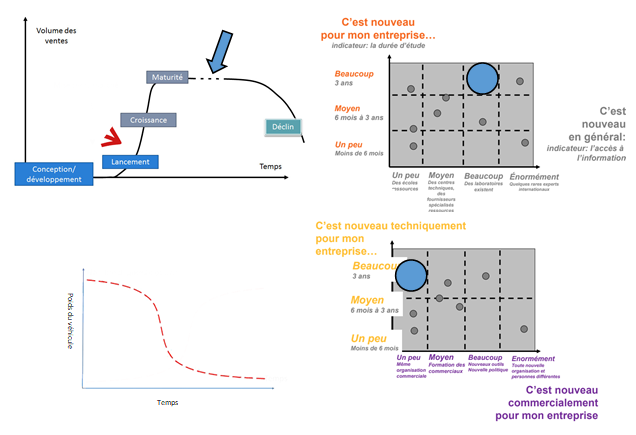 Volume des
ventes
Maturité
Croissance
Lancement
Conception/
développement
Déclin
Temps
C'est nouveau
pour mon entreprise…
indicateur: la durée d'étude
Beaucoup
3 ans
Moyen
6 mois à 3 ans
Un peu
Moins de 6 mois
Un peu
Des écoles
Moyen
Des centres
techniques,
des
fournisseurs
spécialisés
ressources
Beaucoup
Des laboratoires
existent
Énormément
Quelques rares experts
internationaux
C'est
nouveau
en général:
indicateur: l'accès à
l'information
Poids du véhicule
Temps
C'est nouveau techniquement
pour mon
entreprise…
Beaucou
3 ans
Moyen
6 mois à 3 ans
Un peu
Moins de 6 mois
Un peu
Même
organisation
commerciale
Moyen
Formation des
commerciaux
Beaucoup
Nouveaux outils
Nouvelle politique
Enormément
Toute nouvelle
organisation et
personnes différentes
C'est nouveau
commercialement
pour mon entreprise